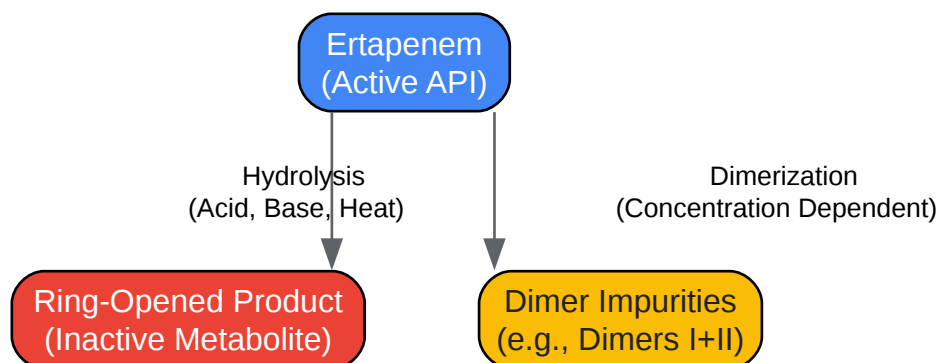 Ertapenem
(Active API)
Hydrolysis
(Acid, Base, Heat)
Dimerization
(Concentration Dependent)
Ring-Opened Product
(Inactive Metabolite)
Dimer Impurities
(e.g., Dimers I+II)